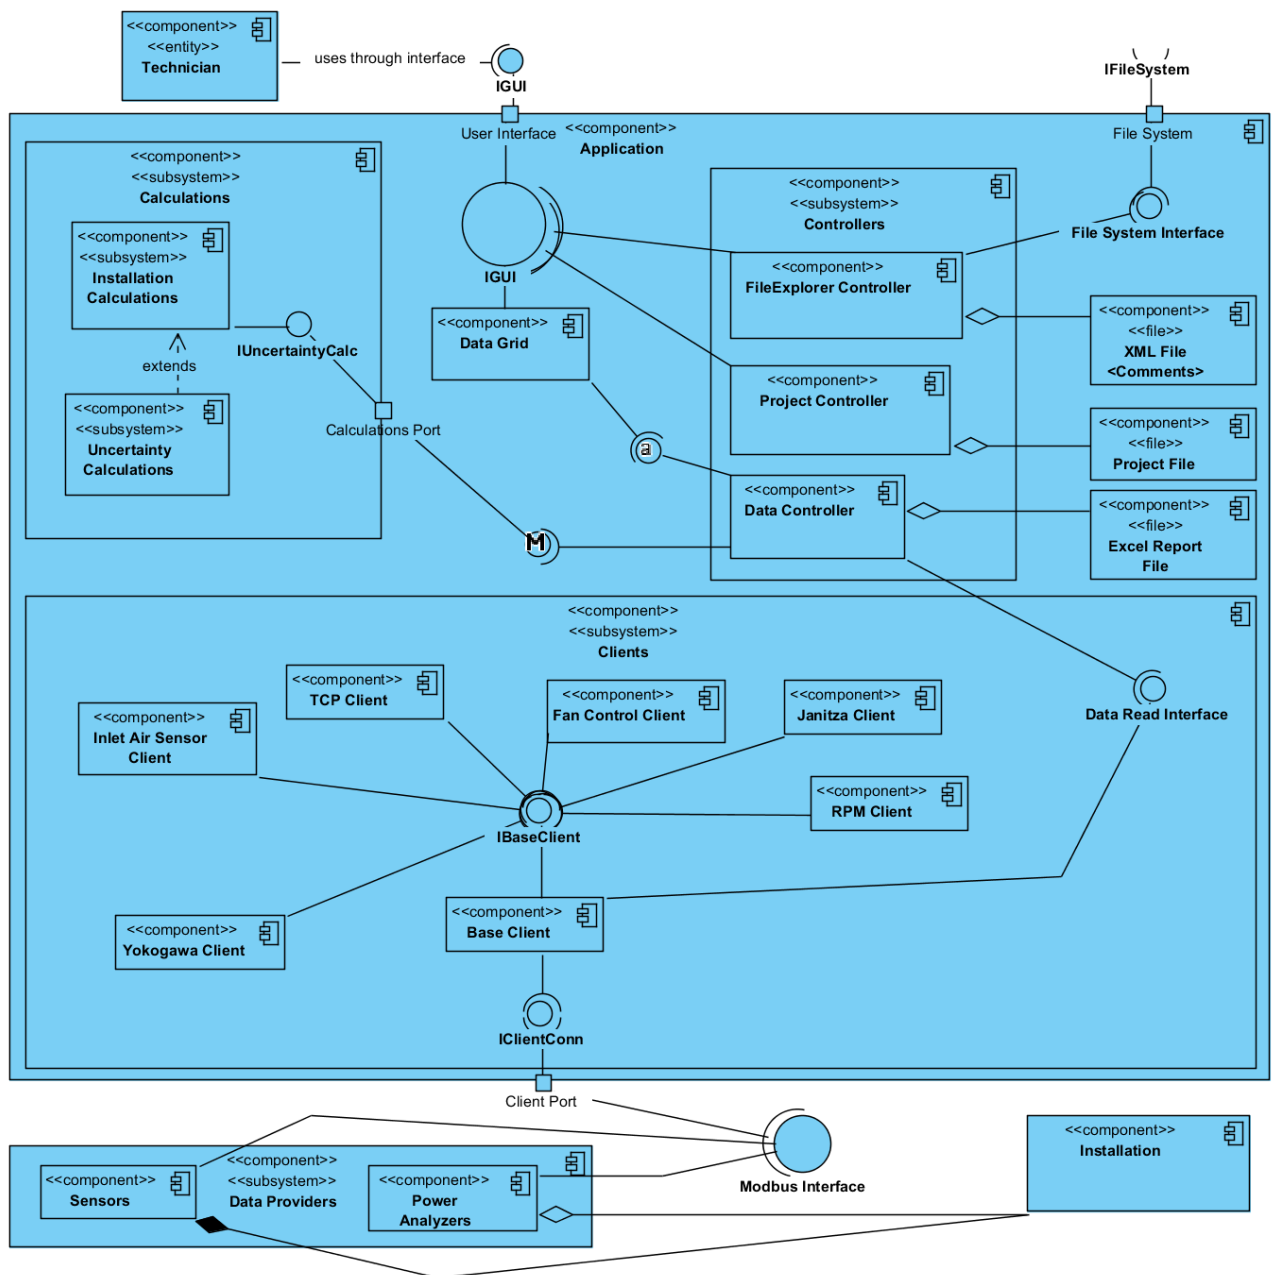 <<component>>
<<entity>>
Technician
uses through interface
IGUI
IFileSystem
User Interface
<<component>>
Application
File System
<<component>>
<<subsystem>>
Calculations
<<component>>
<<subsystem>>
Installation
Calculations
IUncertaintyCalc
extends
<<component>>
<<subsystem>>
Uncertainty
Calculations
Calculations Port
IGUI
<<component>>
Data Grid
a
M
<<component>>
<<subsystem>>
Controllers
<<component>>
FileExplorer Controller
<<component>>
Project Controller
<<component>>
Data Controller
File System Interface
<<component>>
<<file>>
XML File
<Comments>
<<component>>
<<file>>
Project File
<<component>>
<<file>>
Excel Report
File
<<component>>
<<subsystem>>
Clients
<<component>>
Inlet Air Sensor
Client
<<component>>
TCP Client
<<component>>
Fan Control Client
<<component>>
Janitza Client
Data Read Interface
<<component>>
RPM Client
IBaseClient
<<component>>
Yokogawa Client
<<component>>
Base Client
IClientConn
Client Port
Modbus Interface
<<component>>
Installation
<<component>>
<<subsystem>>
Data Providers
<<component>>
Sensors
<<component>>
Power
Analyzers